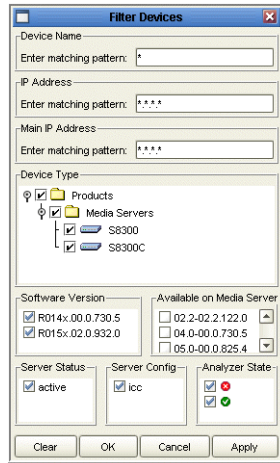 Filter Devices
Device Name
Enter matching pattern: *
IP Address
Enter matching pattern: *.*.*.*
Main IP Address
Enter matching pattern: *.*.*.*
Device Type
Products
Media Servers
S8300
S8300C
Software Version
R014x.00.0.730.5
R015x.02.0.932.0
Available on Media Server
02.2-02.2.122.0
04.0-00.0.730.5
05.0-00.0.825.4
Server Status
active
Server Config
icc
Analyzer State
Clear OK Cancel Apply